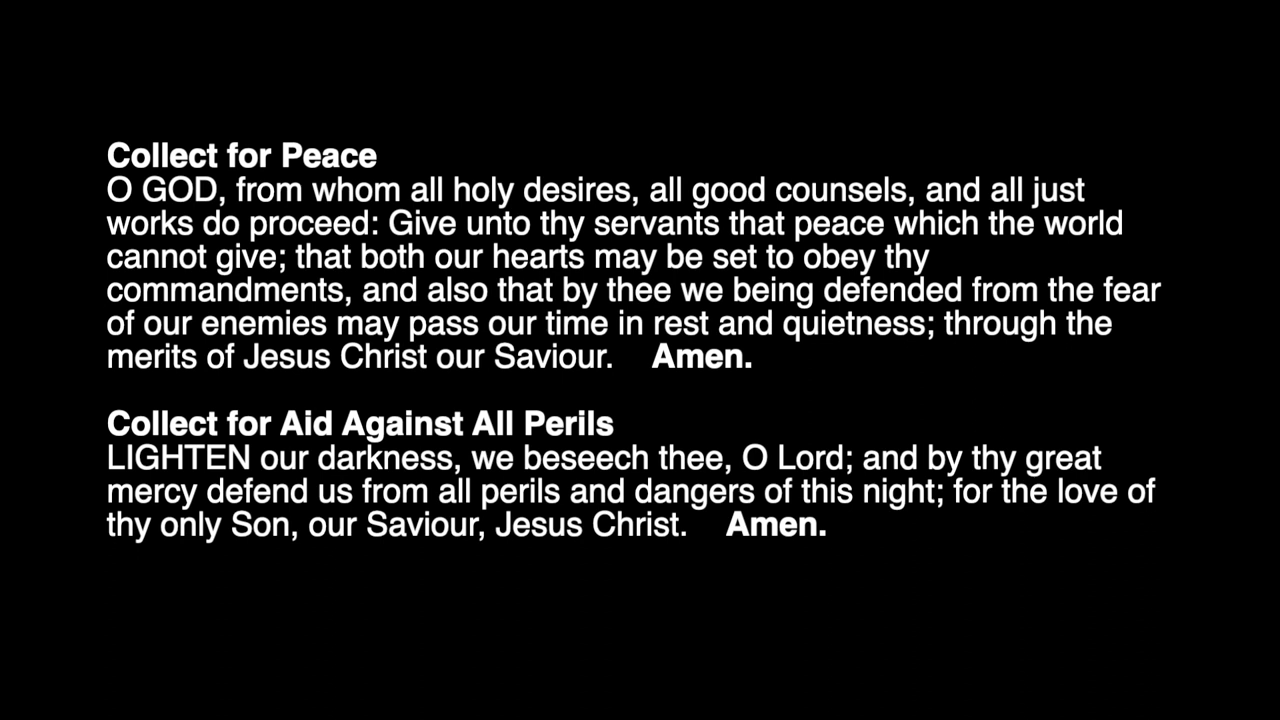 Collect for Peace
O GOD, from whom all holy desires, all good counsels, and all just
works do proceed: Give unto thy servants that peace which the world
cannot give; that both our hearts may be set to obey thy
commandments, and also that by thee we being defended from the fear
of our enemies may pass our time in rest and quietness; through the
merits of Jesus Christ our Saviour. Amen.
Collect for Aid Against All Perils
LIGHTEN our darkness, we beseech thee, O Lord; and by thy great
mercy defend us from all perils and dangers of this night; for the love of
thy only Son, our Saviour, Jesus Christ. Amen.